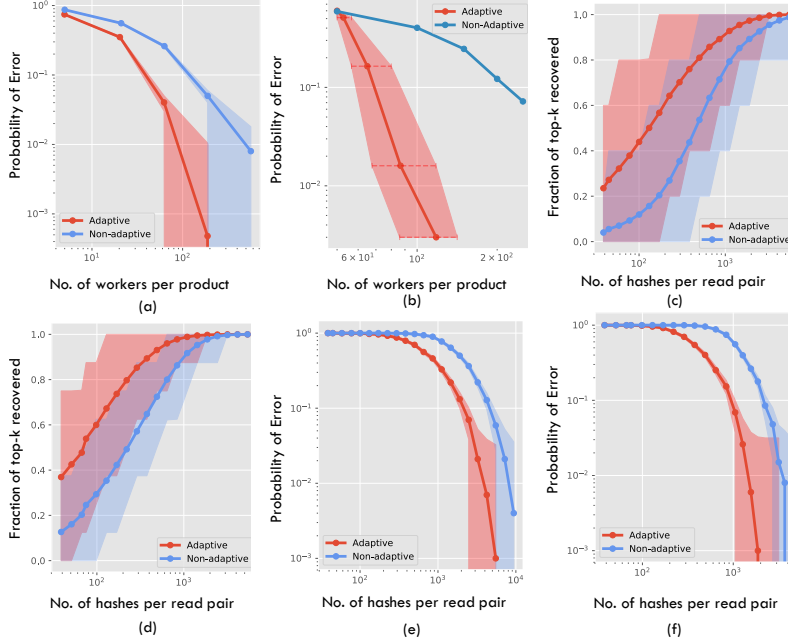 10⁰
10⁻¹
10⁻²
10⁻³
10¹
10²
Probability of Error
Adaptive
Non-adaptive
No. of workers per product
(a)
10⁻¹
10⁻²
6 × 10¹
10²
2 × 10²
Probability of Error
Adaptive
Non-Adaptive
No. of workers per product
(b)
1.0
0.8
0.6
0.4
0.2
0.0
10²
10³
Fraction of top-k recovered
Adaptive
Non-adaptive
No. of hashes per read pair
(c)
1.0
0.8
0.6
0.4
0.2
0.0
10²
10³
Fraction of top-k recovered
Adaptive
Non-adaptive
No. of hashes per read pair
(d)
10⁰
10⁻¹
10⁻²
10⁻³
10²
10³
10⁴
Probability of Error
Adaptive
Non-adaptive
No. of hashes per read pair
(e)
10⁰
10⁻¹
10⁻²
10⁻³
10²
10³
Probability of Error
Adaptive
Non-adaptive
No. of hashes per read pair
(f)